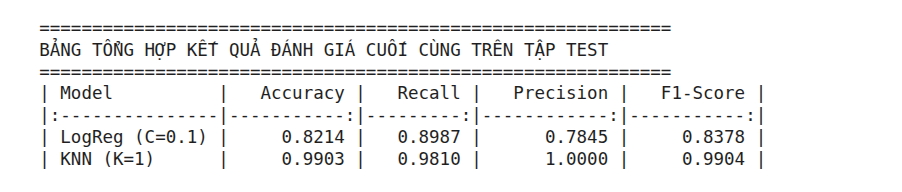 ============================================================
BẢNG TỔNG HỢP KẾT QUẢ ĐÁNH GIÁ CUỐI CÙNG TRÊN TẬP TEST
============================================================
| Model          |   Accuracy |   Recall |   Precision |   F1-Score |
|:---------------|-----------:|---------:|------------:|-----------:|
| LogReg (C=0.1) |     0.8214 |   0.8987 |      0.7845 |     0.8378 |
| KNN (K=1)      |     0.9903 |   0.9810 |      1.0000 |     0.9904 |